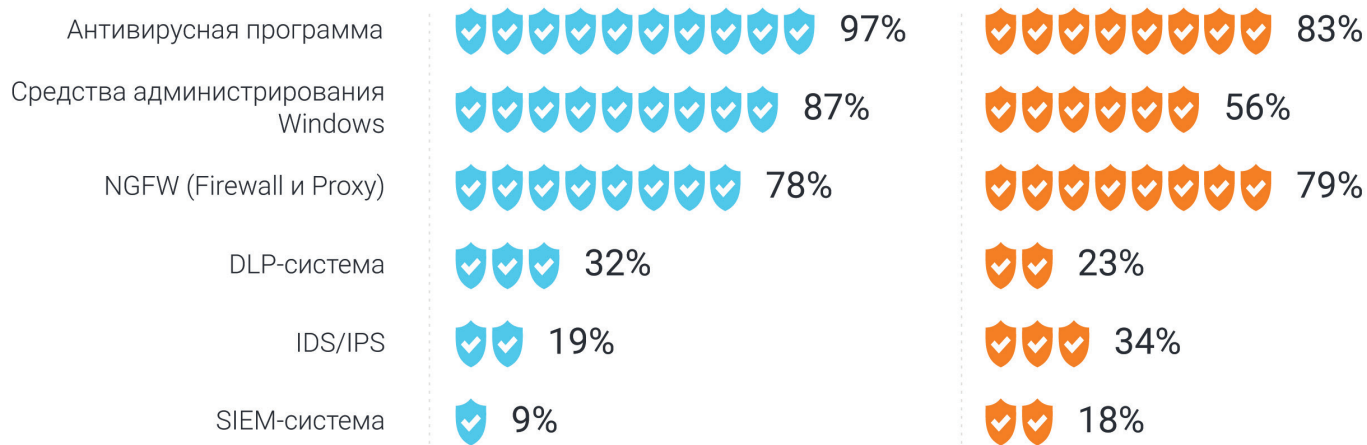 Антивирусная программа 97% 83%
Средства администрирования
Windows 87% 56%
NGFW (Firewall и Proxy) 78% 79%
DLP-система 32% 23%
IDS/IPS 19% 34%
SIEM-система 9% 18%